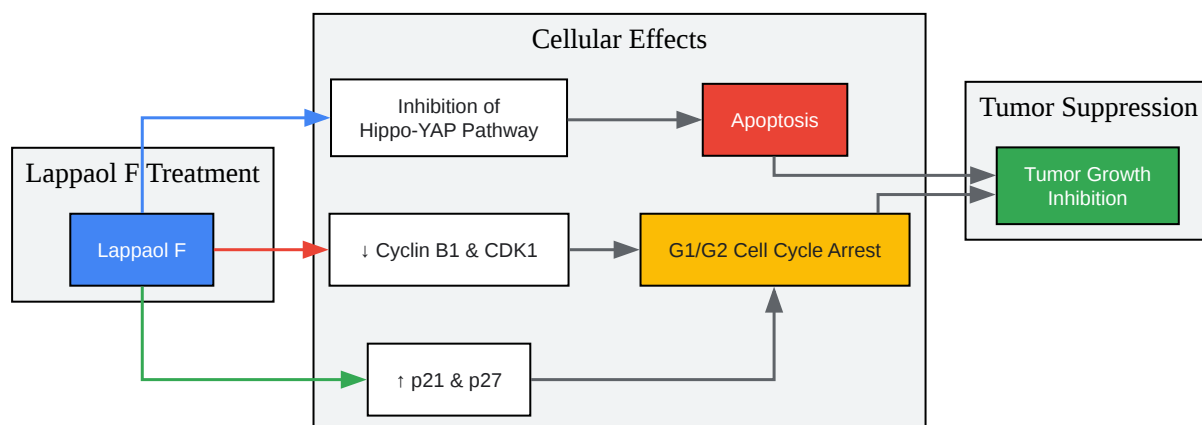 Cellular Effects
Inhibition of
Hippo-YAP Pathway
Apoptosis
Tumor Suppression
Tumor Growth
Inhibition
Lappaol F Treatment
Lappaol F
↓ Cyclin B1 & CDK1
G1/G2 Cell Cycle Arrest
↑ p21 & p27